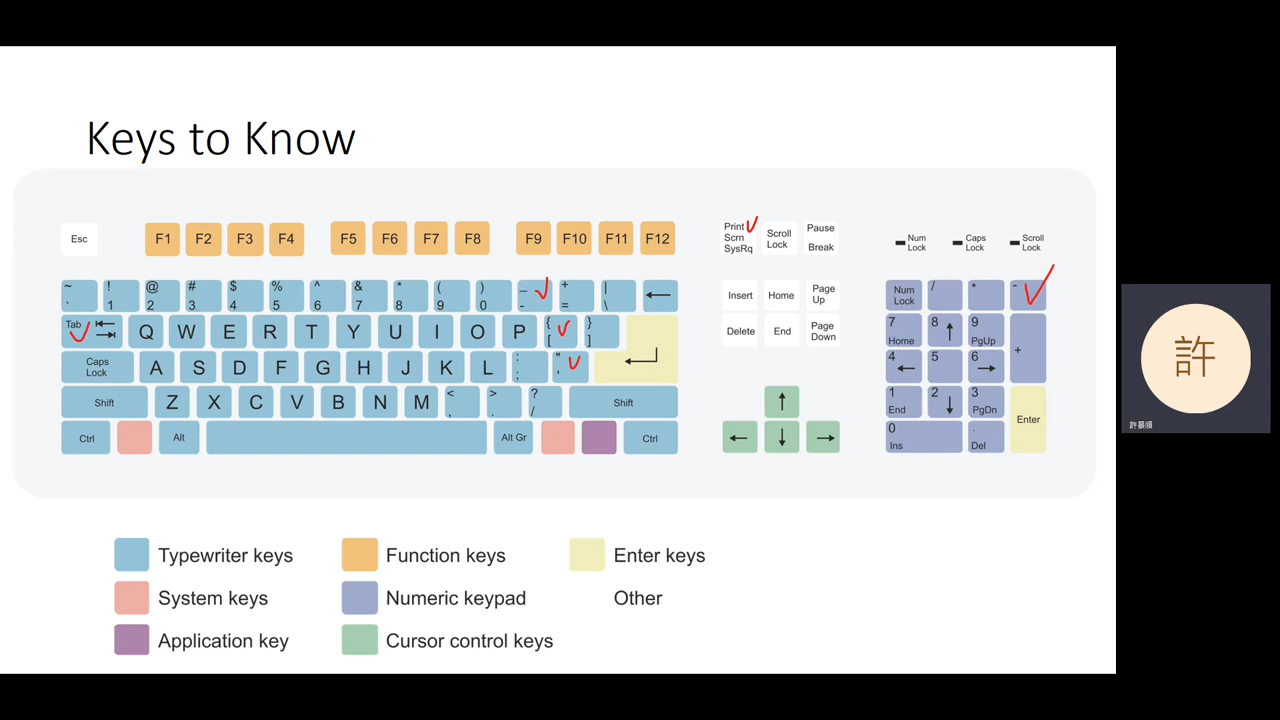 Keys to Know
Esc F1 F2 F3 F4 F5 F6 F7 F8 F9 F10 F11 F12 Print Scrn SysRq Scroll Lock Pause Break Num Lock Caps Lock Scroll Lock
~ ` ! 1 @ 2 # 3 $ 4 % 5 ^ 6 & 7 * 8 ( 9 ) 0 _ - + = | \ ← Insert Home Page Up Num Lock / * -
Tab Q W E R T Y U I O P { [ } ] Delete End Page Down 7 Home 8 ↑ 9 PgUp +
Caps Lock A S D F G H J K L : ; " ' 4 ← 5 6 →
Shift Z X C V B N M < , > . ? / Shift ↑ 1 End 2 ↓ 3 PgDn Enter
Ctrl Alt Alt Gr Ctrl ← ↓ → 0 Ins . Del
Typewriter keys Function keys Enter keys
System keys Numeric keypad Other
Application key Cursor control keys
許
許景順